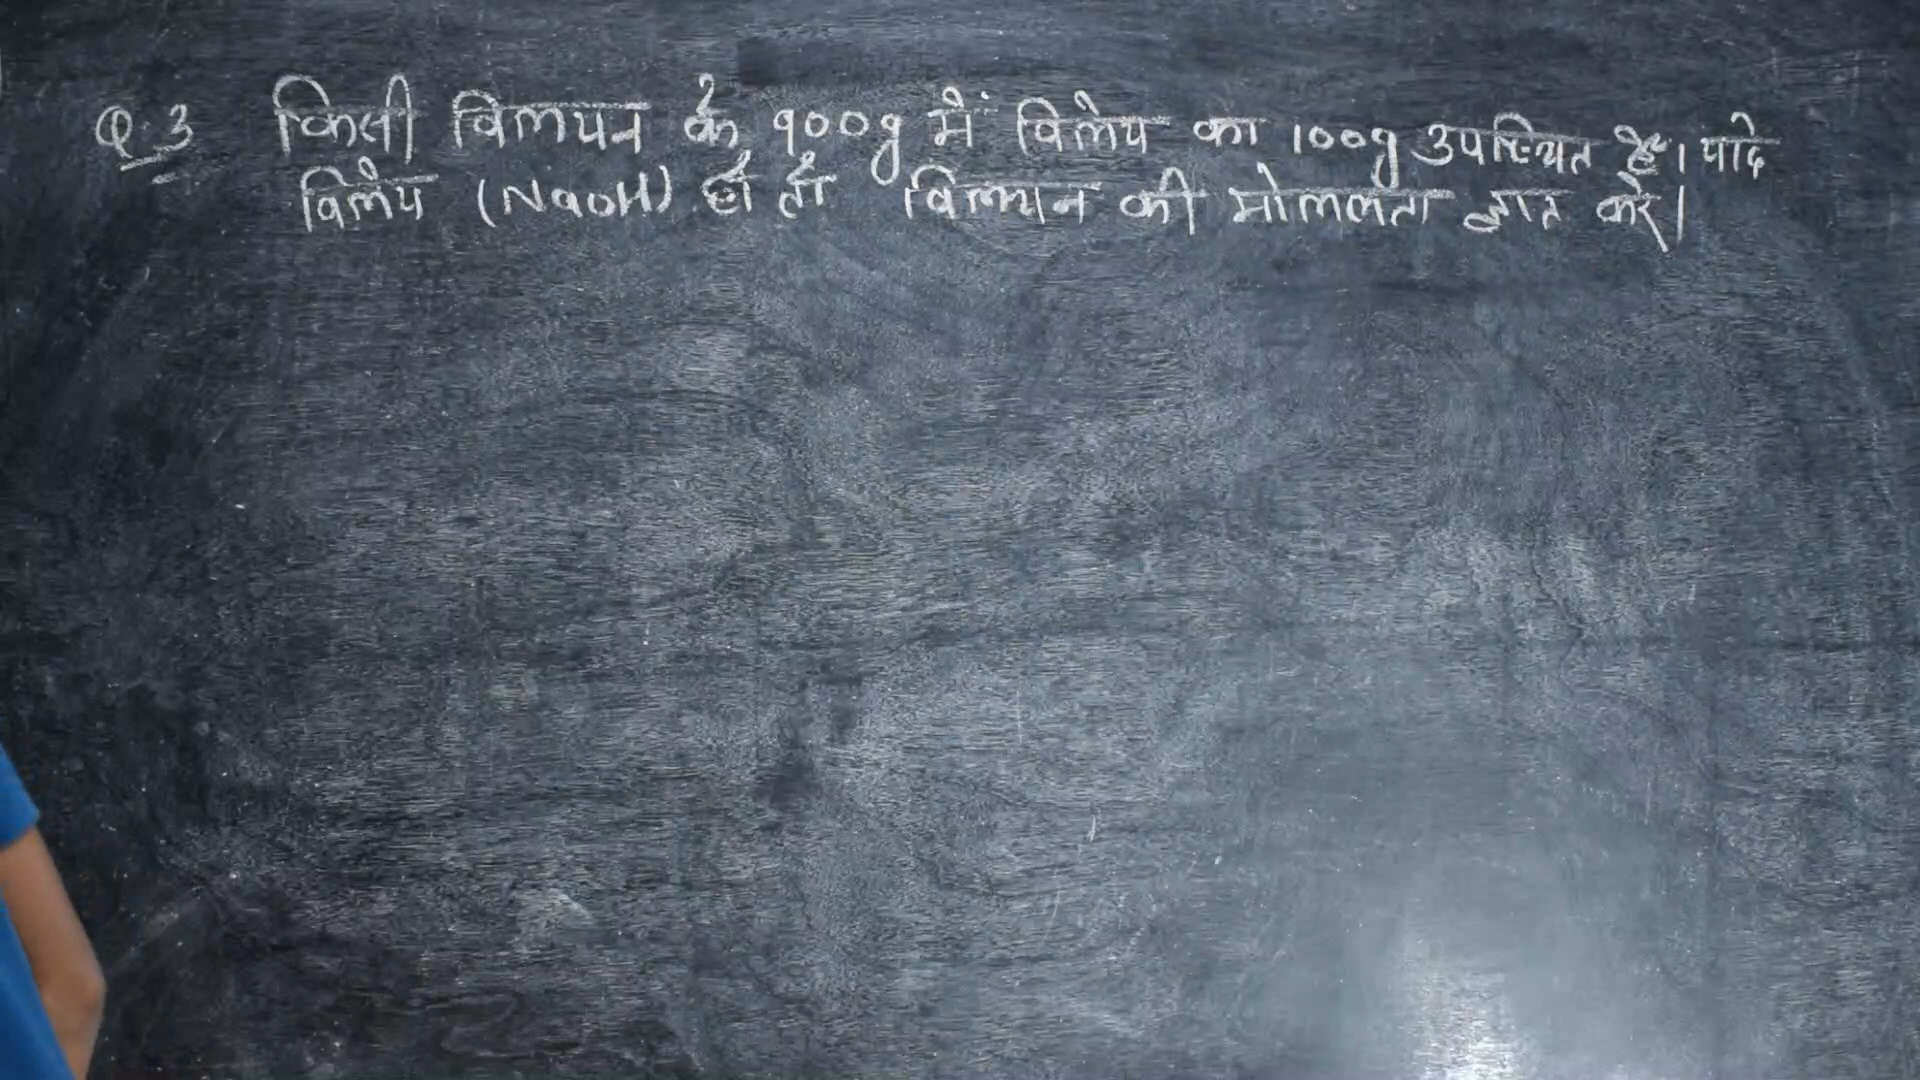 Q.3 किसी विलयन के 900g में विलेय का 100g उपस्थित है। यदि
विलेय (NaOH) हो तो विलयन की मोललता ज्ञात करें।